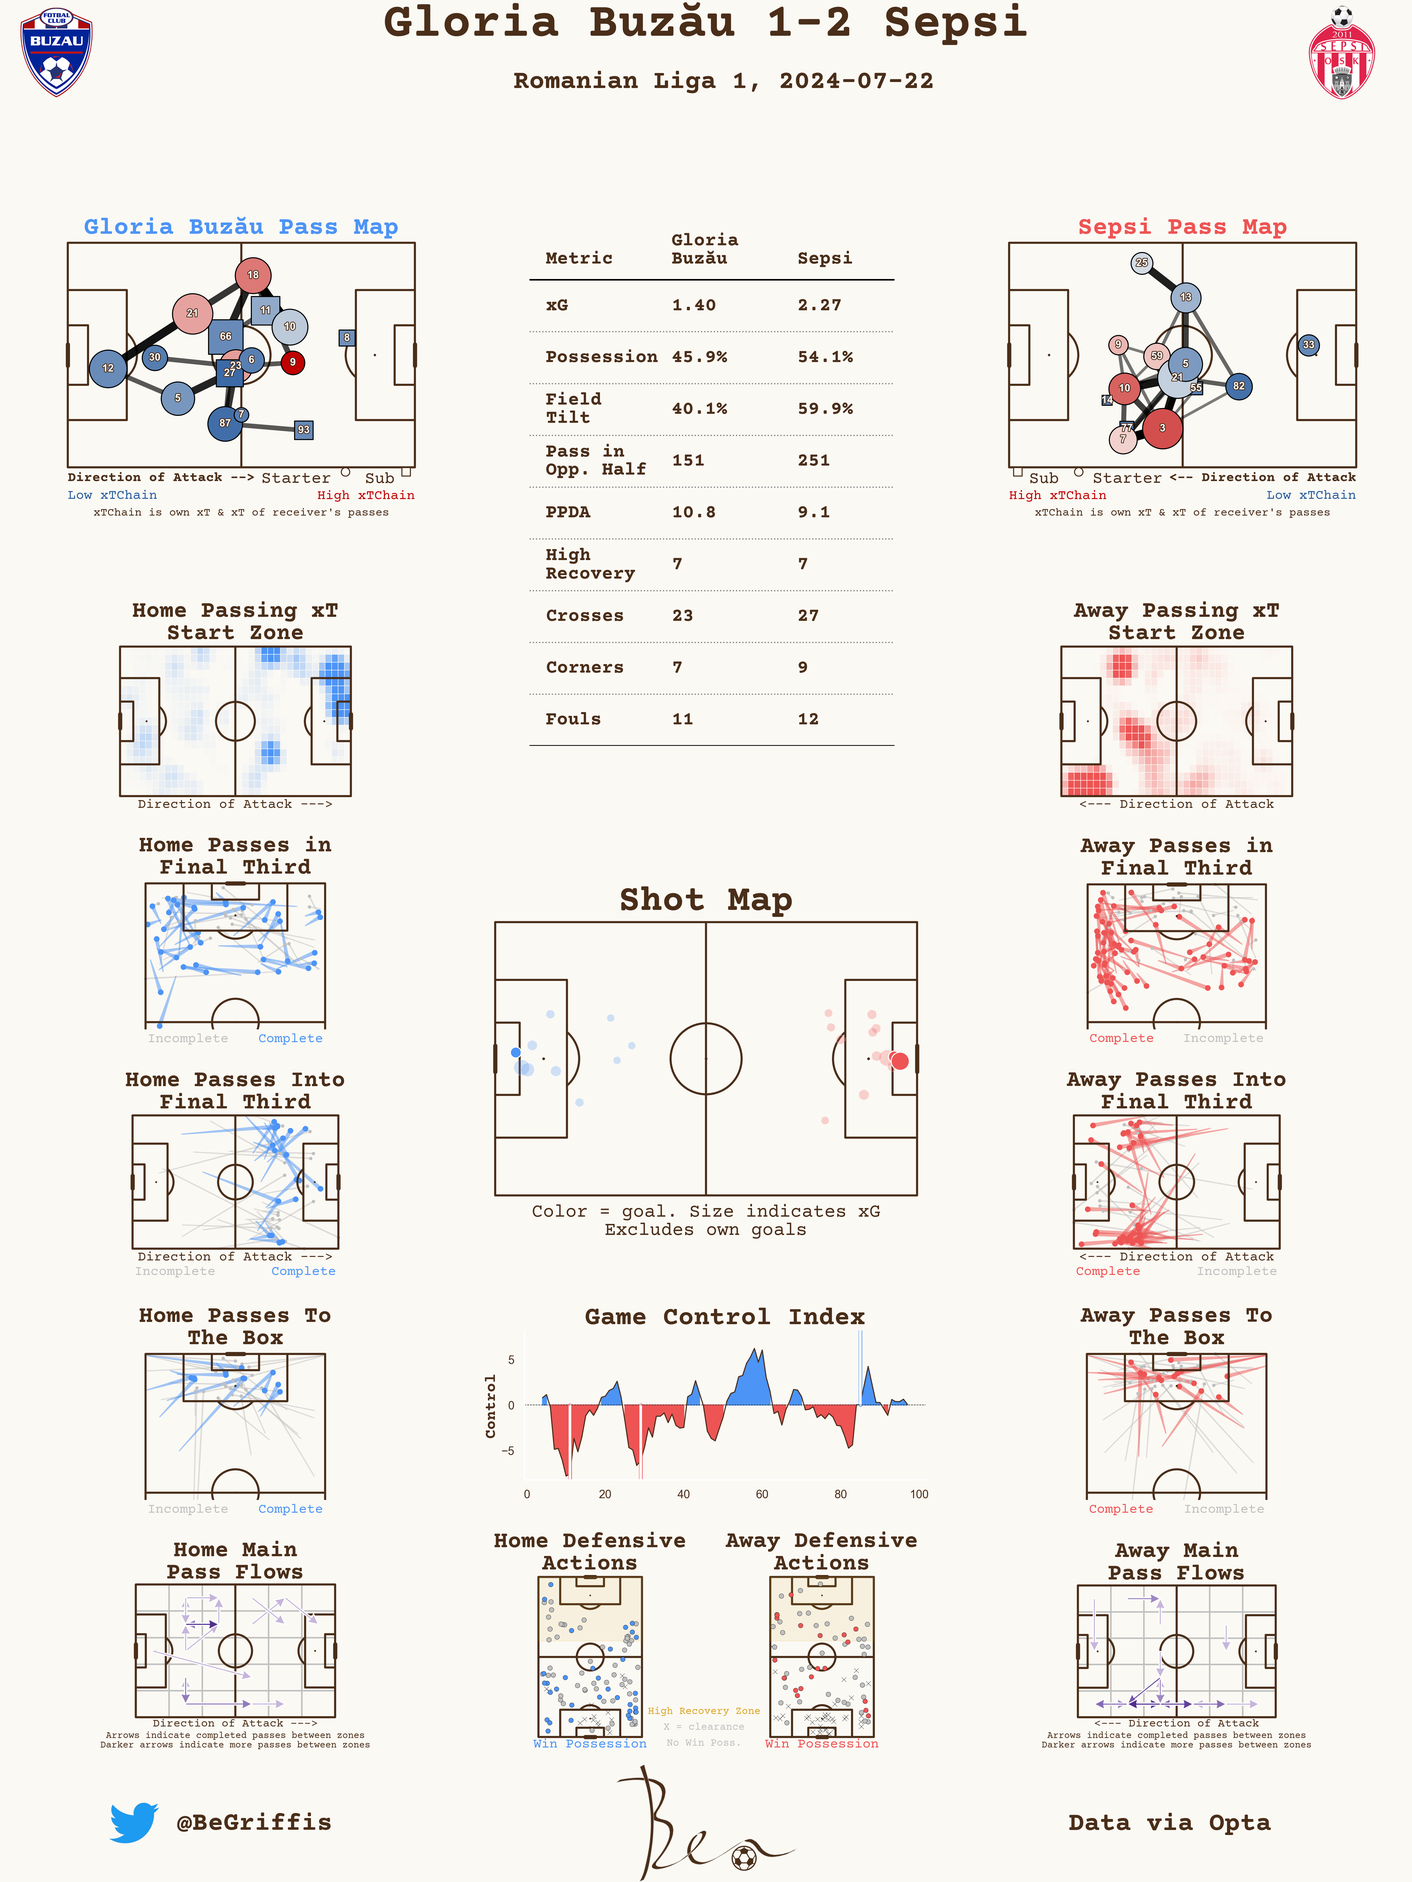 Gloria Buzău 1-2 Sepsi
Romanian Liga 1, 2024-07-22
FOTBAL
CLUB
BUZAU
2011
SEPSI
OSK
Gloria Buzău Pass Map
18
21
11
66
10
8
30
12
23
6
9
27
5
87
7
93
Direction of Attack --> Starter Sub
Low xTChain High xTChain
xTChain is own xT & xT of receiver's passes
Metric Gloria Buzău Sepsi
xG 1.40 2.27
Possession 45.9% 54.1%
Field Tilt 40.1% 59.9%
Pass in Opp. Half 151 251
PPDA 10.8 9.1
High Recovery 7 7
Crosses 23 27
Corners 7 9
Fouls 11 12
Sepsi Pass Map
25
13
9
59
5
33
21
10
55
82
14
77
3
7
Sub Starter <-- Direction of Attack
High xTChain Low xTChain
xTChain is own xT & xT of receiver's passes
Home Passing xT
Start Zone
Direction of Attack --->
Away Passing xT
Start Zone
<--- Direction of Attack
Home Passes in
Final Third
Incomplete Complete
Shot Map
Color = goal. Size indicates xG
Excludes own goals
Away Passes in
Final Third
Complete Incomplete
Home Passes Into
Final Third
Direction of Attack --->
Incomplete Complete
Away Passes Into
Final Third
<--- Direction of Attack
Complete Incomplete
Home Passes To
The Box
Incomplete Complete
Game Control Index
Control
5
0
−5
0 20 40 60 80 100
Away Passes To
The Box
Complete Incomplete
Home Main
Pass Flows
Direction of Attack --->
Arrows indicate completed passes between zones
Darker arrows indicate more passes between zones
Home Defensive
Actions
Win Possession
High Recovery Zone
X = clearance
No Win Poss.
Away Defensive
Actions
Win Possession
Away Main
Pass Flows
<--- Direction of Attack
Arrows indicate completed passes between zones
Darker arrows indicate more passes between zones
@BeGriffis
Ben
Data via Opta